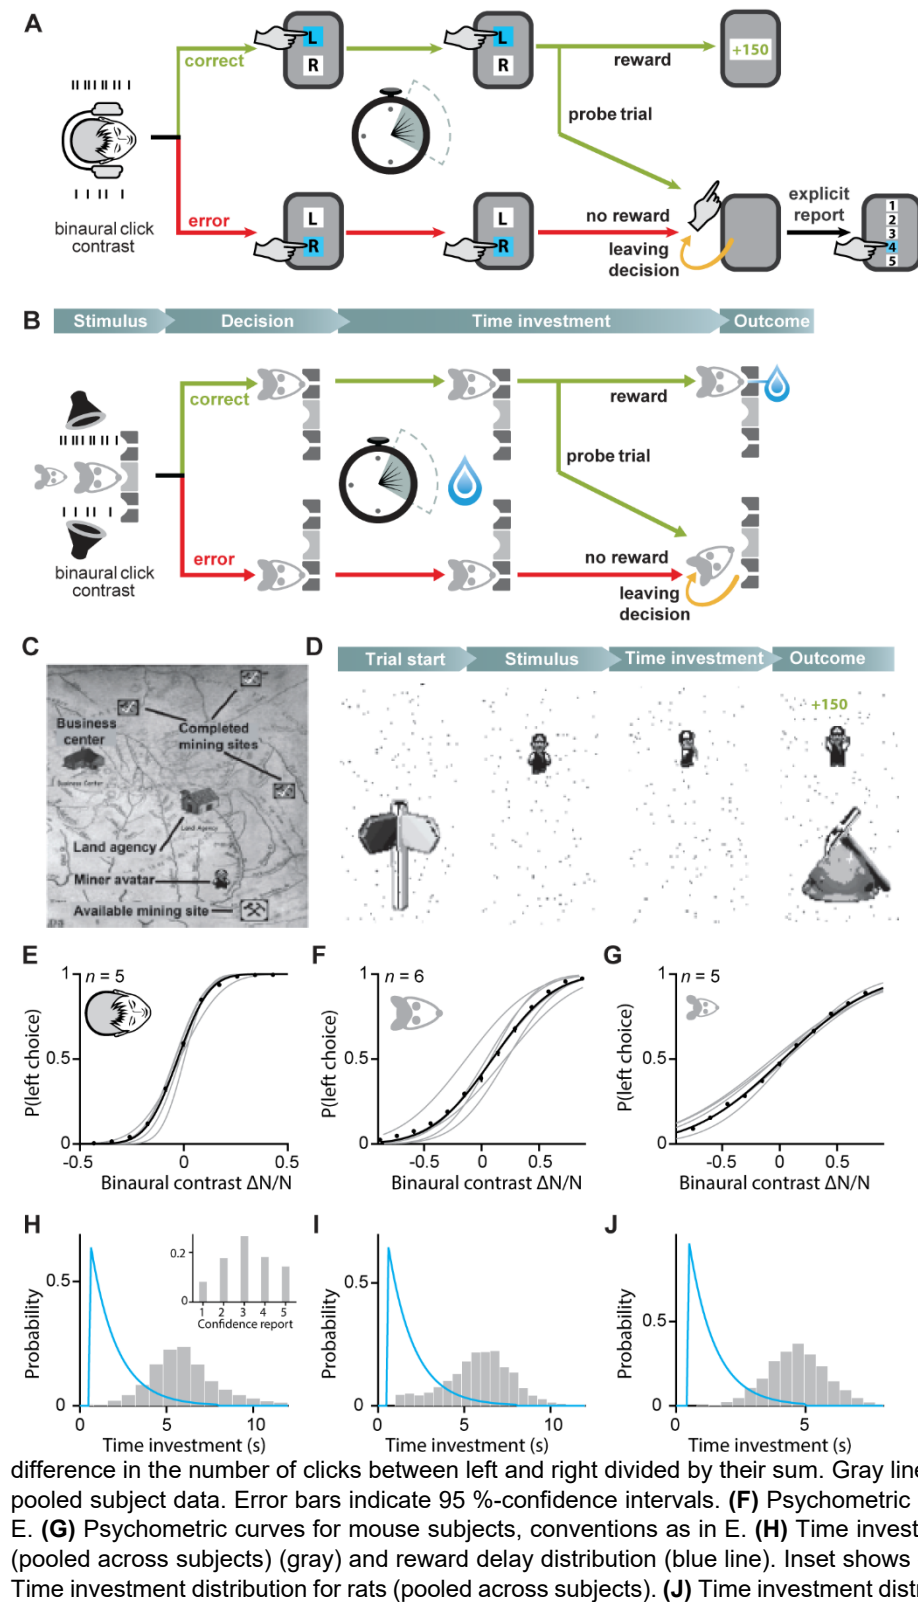 A
correct
L
R
L
R
reward
+150
probe trial
binaural click
contrast
error
L
R
L
R
no reward
leaving
decision
explicit
report
1
2
3
4
5
B
Stimulus
Decision
Time investment
Outcome
correct
reward
probe trial
error
no reward
leaving
decision
binaural click
contrast
C
Business
center
Business Center
Completed
mining sites
Land Agency
Land agency
Miner avatar
Available mining site
D
Trial start
Stimulus
Time investment
Outcome
+150
E
n = 5
P(left choice)
1
0.5
0
-0.5
0
0.5
Binaural contrast ΔN/N
F
n = 6
P(left choice)
1
0.5
0
-0.5
0
0.5
Binaural contrast ΔN/N
G
n = 5
P(left choice)
1
0.5
0
-0.5
0
0.5
Binaural contrast ΔN/N
H
Probability
0.5
0
0
5
10
Time investment (s)
0.2
0
1 2 3 4 5
Confidence report
I
Probability
0.5
0
0
5
10
Time investment (s)
J
Probability
0.5
0
0
5
Time investment (s)
difference in the number of clicks between left and right divided by their sum. Gray line
pooled subject data. Error bars indicate 95 %-confidence intervals. (F) Psychometric
E. (G) Psychometric curves for mouse subjects, conventions as in E. (H) Time invest
(pooled across subjects) (gray) and reward delay distribution (blue line). Inset shows
Time investment distribution for rats (pooled across subjects). (J) Time investment distr